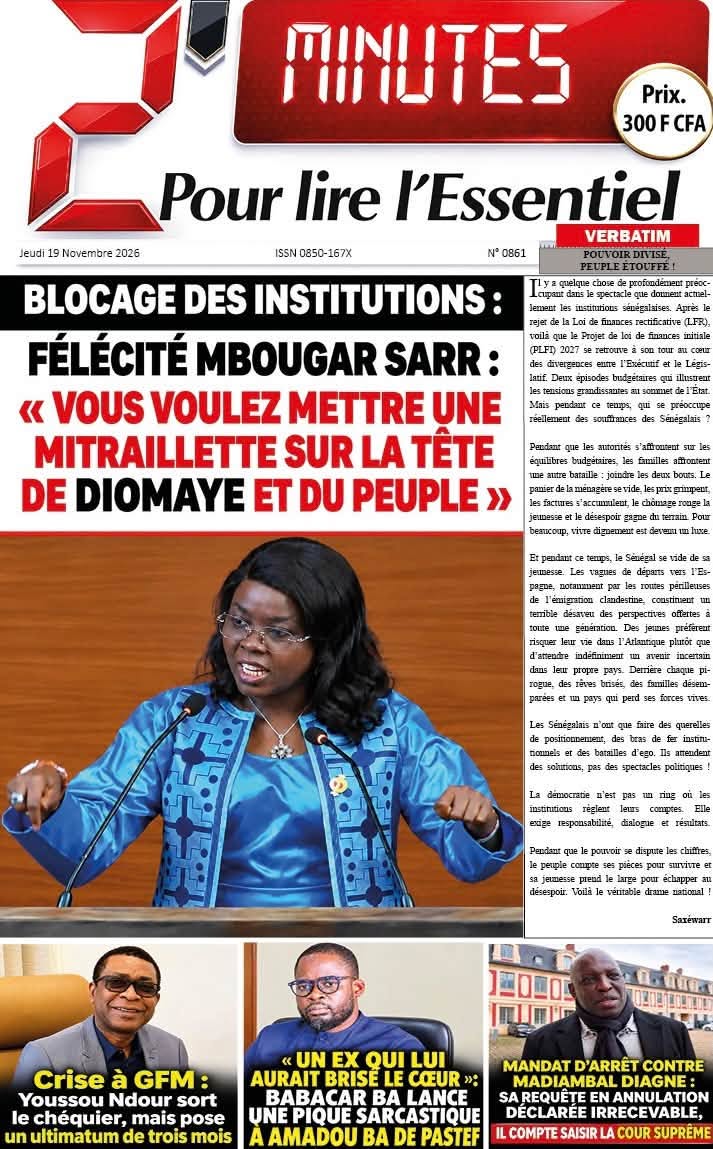 2'
MINUTES
Prix.
300 F CFA
Pour lire l'Essentiel
Jeudi 19 Novembre 2026
ISSN 0850-167X
N° 0861
VERBATIM
POUVOIR DIVISÉ,
PEUPLE ÉTOUFFÉ !
BLOCAGE DES INSTITUTIONS :
FÉLÉCITÉ MBOUGAR SARR :
« VOUS VOULEZ METTRE UNE
MITRAILLETTE SUR LA TÊTE
DE DIOMAYE ET DU PEUPLE »
Il y a quelque chose de profondément préoc-
cupant dans le spectacle que donnent actuel-
lement les institutions sénégalaises. Après le
rejet de la Loi de finances rectificative (LFR),
voilà que le Projet de loi de finances initiale
(PLFI) 2027 se retrouve à son tour au cœur
des divergences entre l'Exécutif et le Légis-
latif. Deux épisodes budgétaires qui illustrent
les tensions grandissantes au sommet de l'État.
Mais pendant ce temps, qui se préoccupe
réellement des souffrances des Sénégalais ?
Pendant que les autorités s'affrontent sur les
équilibres budgétaires, les familles affrontent
une autre bataille : joindre les deux bouts. Le
panier de la ménagère se vide, les prix grimpent,
les factures s'accumulent, le chômage ronge la
jeunesse et le désespoir gagne du terrain. Pour
beaucoup, vivre dignement est devenu un luxe.
Et pendant ce temps, le Sénégal se vide de sa
jeunesse. Les vagues de départs vers l'Es-
pagne, notamment par les routes périlleuses
de l'émigration clandestine, constituent un
terrible désaveu des perspectives offertes à
toute une génération. Des jeunes préfèrent
risquer leur vie dans l'Atlantique plutôt que
d'attendre indéfiniment un avenir incertain
dans leur propre pays. Derrière chaque pi-
rogue, des rêves brisés, des familles désem-
parées et un pays qui perd ses forces vives.
Les Sénégalais n'ont que faire des querelles
de positionnement, des bras de fer institu-
tionnels et des batailles d'ego. Ils attendent
des solutions, pas des spectacles politiques !
La démocratie n'est pas un ring où les
institutions règlent leurs comptes. Elle
exige responsabilité, dialogue et résultats.
Pendant que le pouvoir se dispute les chiffres,
le peuple compte ses pièces pour survivre et
sa jeunesse prend le large pour échapper au
désespoir. Voilà le véritable drame national !
Saxéwarr
Crise à GFM :
Youssou Ndour sort
le chéquier, mais pose
un ultimatum de trois mois
« UN EX QUI LUI
AURAIT BRISÉ LE CŒUR »:
BABACAR BA LANCE
UNE PIQUE SARCASTIQUE
À AMADOU BA DE PASTEF
MANDAT D'ARRÊT CONTRE
MADIAMBAL DIAGNE :
SA REQUÊTE EN ANNULATION
DÉCLARÉE IRRECEVABLE,
IL COMPTE SAISIR LA COUR SUPRÊME